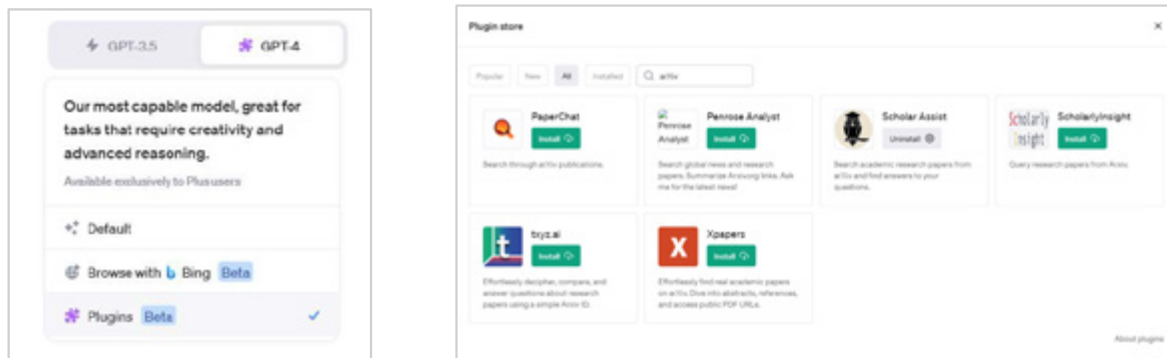 GPT-3.5
GPT-4
Our most capable model, great for
tasks that require creativity and
advanced reasoning.
Available exclusively to Plus users
Default
Browse with Bing Beta
Plugins Beta
Plugin store
Popular New All Installed arXiv
PaperChat
Install
Search through arXiv publications.
Penrose
Analyst
Penrose Analyst
Install
Search global news and research
papers. Summarize Arxiv.org links. Ask
me for the latest news!
Scholar Assist
Uninstall
Search academic research papers from
arXiv and find answers to your
questions.
Scholarly
Insight
ScholarlyInsight
Install
Query research papers from Arxiv.
txyz.ai
Install
Effortlessly decipher, compare, and
answer questions about research
papers using a simple Arxiv ID.
X
Xpapers
Install
Effortlessly find real academic papers
on arXiv. Dive into abstracts, references,
and access public PDF URLs.
About plugins